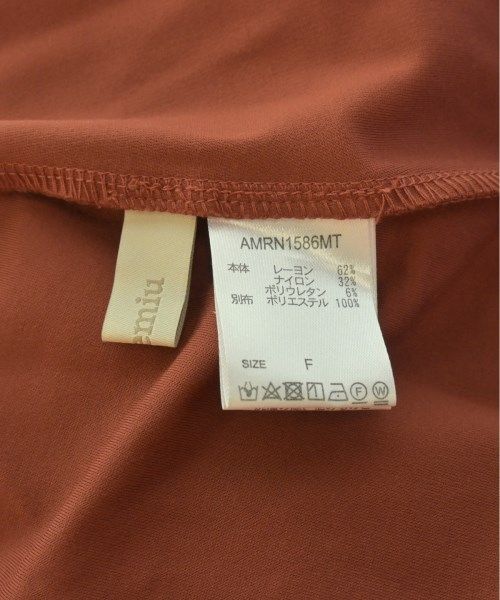 emiu
AMRN1586MT
本体 レーヨン 62%
ナイロン 32%
ポリウレタン 6%
別布 ポリエステル 100%
SIZE F
F W